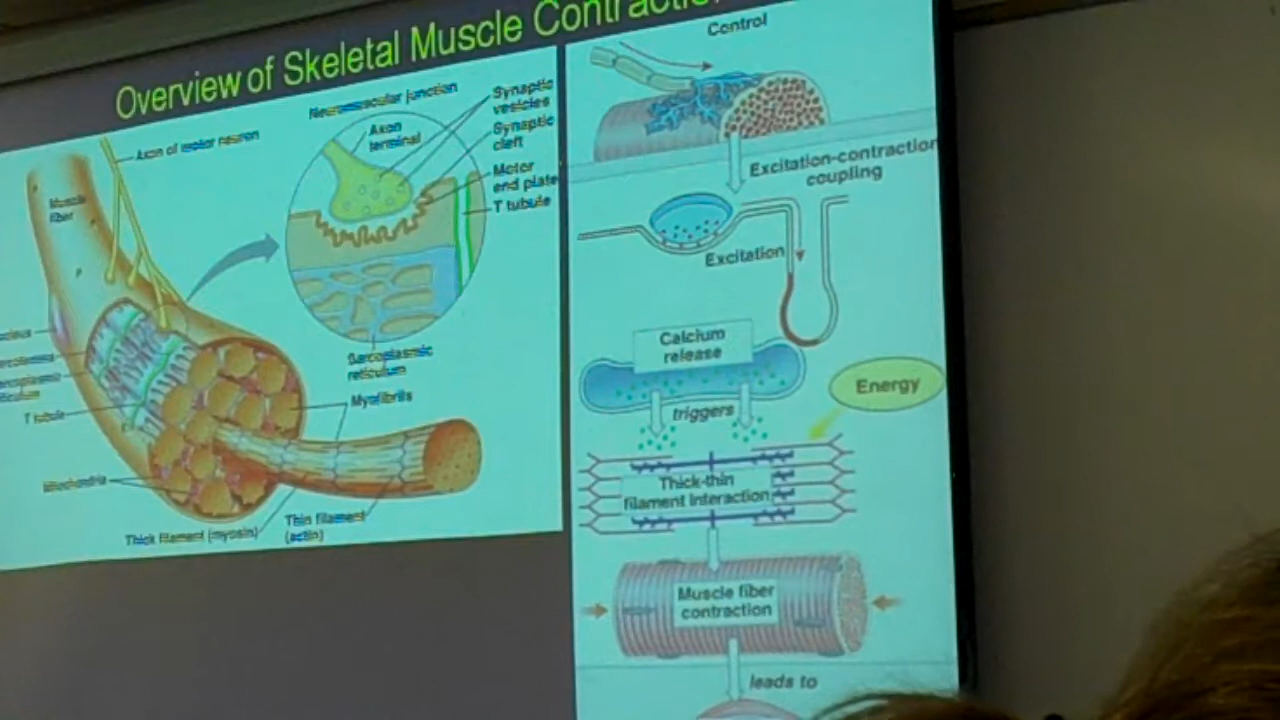 Overview of Skeletal Muscle Contractio
Axon of motor neuron
Muscle
fiber
T tubule
Mitochondria
Thick filament (myosin)
Thin filament
(actin)
Myofibrils
Neuromuscular junction
Axon
terminal
Synaptic
vesicles
Synaptic
cleft
Motor
end plate
T tubule
Sarcoplasmic
reticulum
Control
Excitation-contraction
coupling
Excitation
Calcium
release
triggers
Energy
Thick-thin
filament interaction
Muscle fiber
contraction
leads to